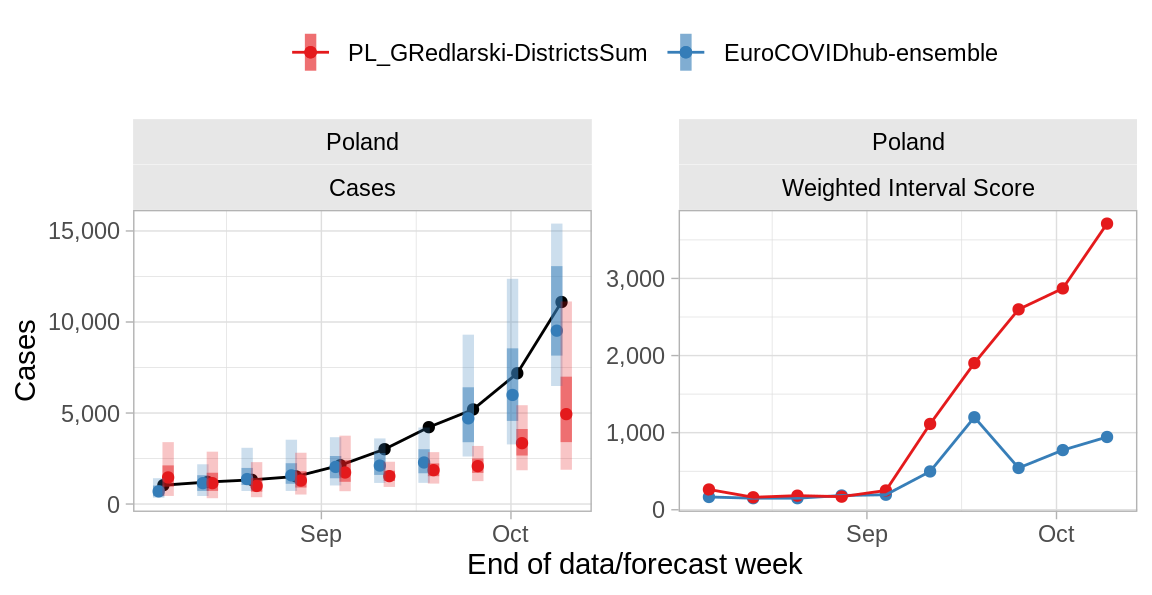 PL_GRedlarski-DistrictsSum EuroCOVIDhub-ensemble
Poland Poland
Cases Weighted Interval Score
15,000
10,000
5,000
0
Cases
3,000
2,000
1,000
0
Sep Oct Sep Oct
End of data/forecast week